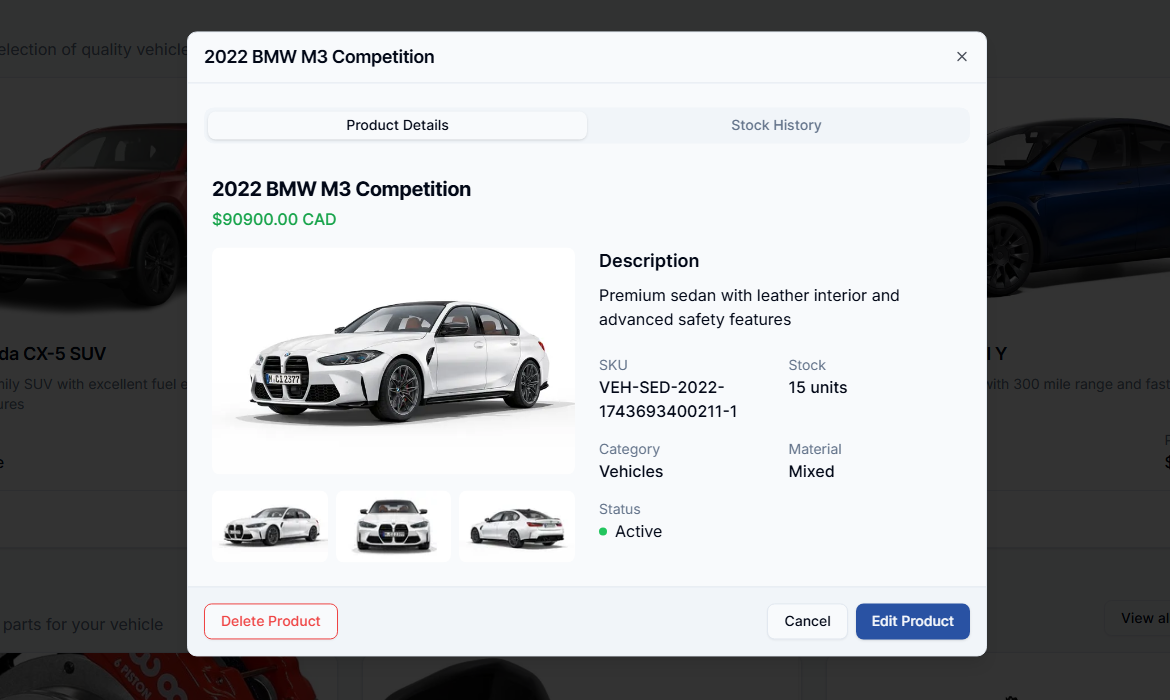 election of quality vehicle
2022 BMW M3 Competition
Product Details
Stock History
2022 BMW M3 Competition
$90900.00 CAD
Description
Premium sedan with leather interior and
advanced safety features
SKU
Stock
VEH-SED-2022-
1743693400211-1
15 units
Category
Material
Vehicles
Mixed
Status
Active
da CX-5 SUV
nily SUV with excellent fuel e
ures
l Y
with 300 mile range and fast
Delete Product
Cancel
Edit Product
parts for your vehicle
View al
6 PISTON